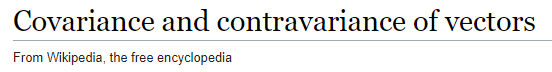 Covariance and contravariance of vectors
From Wikipedia, the free encyclopedia